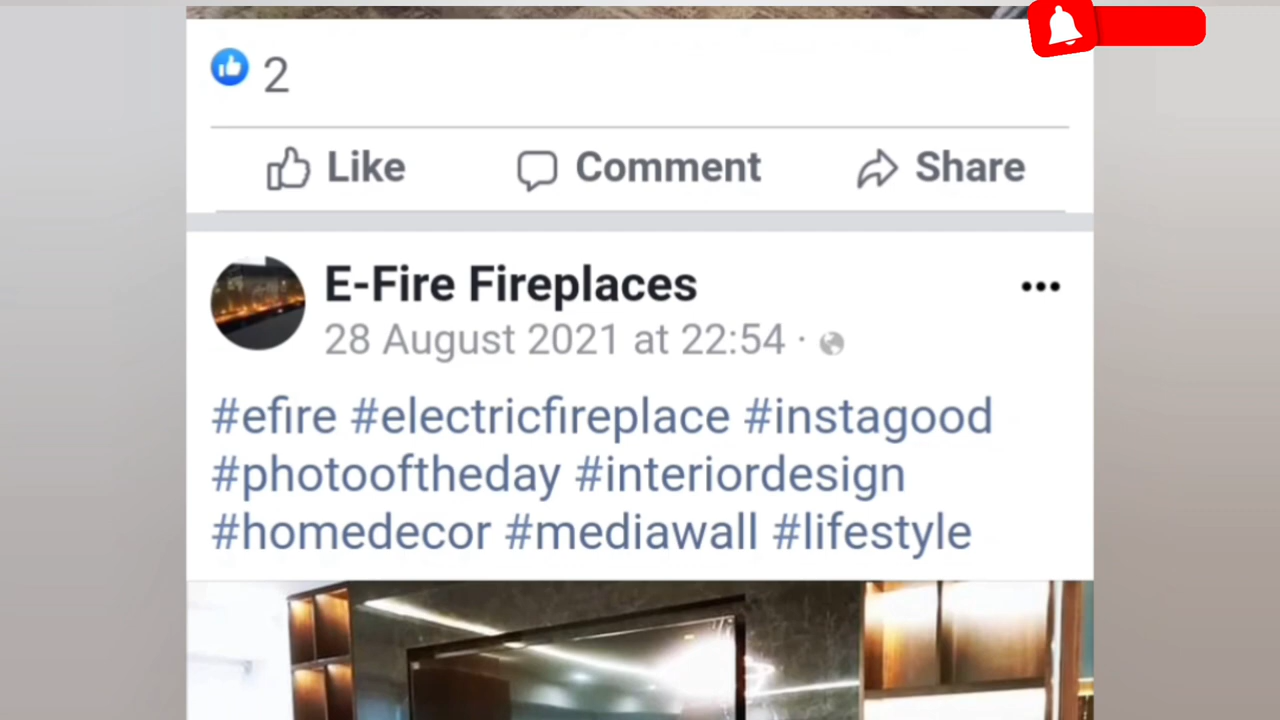 2
Like Comment Share
E-Fire Fireplaces
28 August 2021 at 22:54 ·
#efire #electricfireplace #instagood
#photooftheday #interiordesign
#homedecor #mediawall #lifestyle